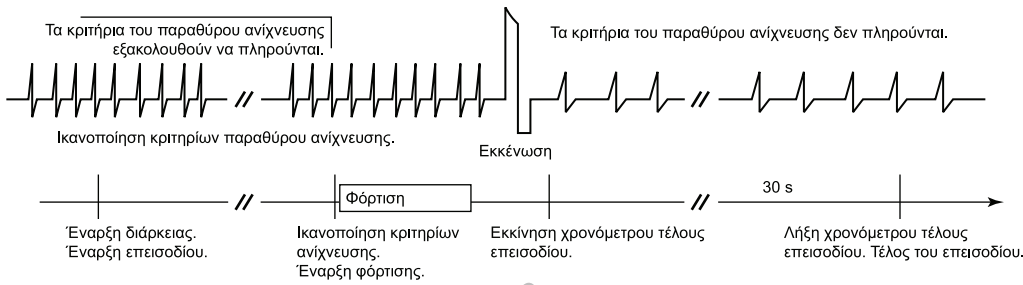 Τα κριτήρια του παραθύρου ανίχνευσης
εξακολουθούν να πληρούνται.
Τα κριτήρια του παραθύρου ανίχνευσης δεν πληρούνται.
Ικανοποίηση κριτηρίων παραθύρου ανίχνευσης.
Εκκένωση
Φόρτιση
30 s
Έναρξη διάρκειας.
Έναρξη επεισοδίου.
Ικανοποίηση κριτηρίων
ανίχνευσης.
Έναρξη φόρτισης.
Εκκίνηση χρονόμετρου τέλους
επεισοδίου.
Λήξη χρονόμετρου τέλους
επεισοδίου. Τέλος του επεισοδίου.